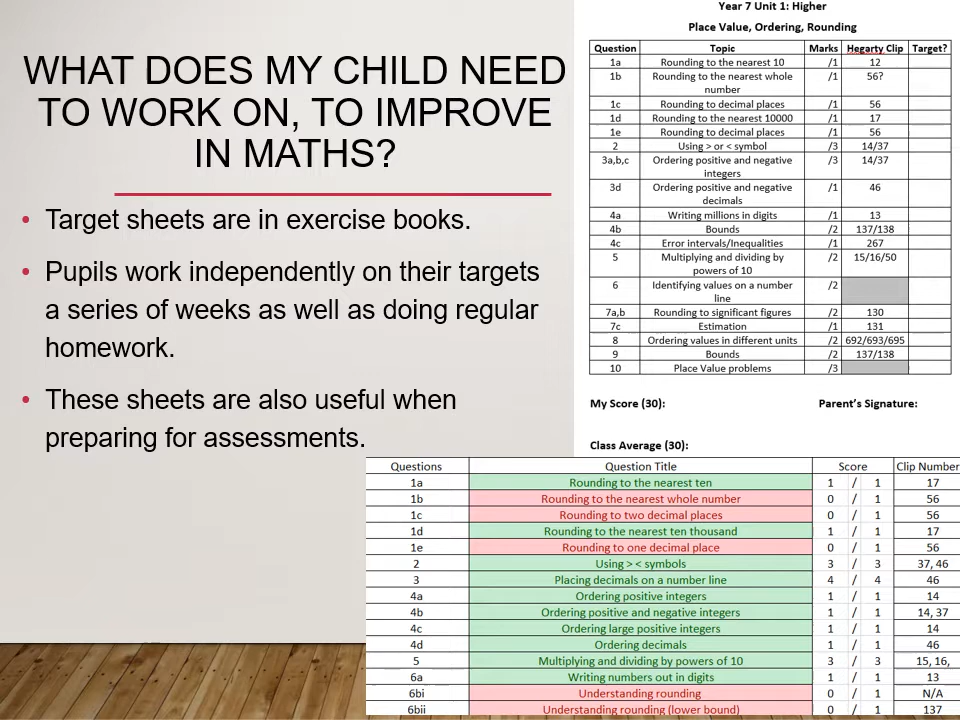 WHAT DOES MY CHILD NEED
TO WORK ON, TO IMPROVE
IN MATHS?
• Target sheets are in exercise books.
• Pupils work independently on their targets
a series of weeks as well as doing regular
homework.
• These sheets are also useful when
preparing for assessments.
Year 7 Unit 1: Higher
Place Value, Ordering, Rounding
Question Topic Marks Hegarty Clip Target?
1a Rounding to the nearest 10 /1 12
1b Rounding to the nearest whole /1 56?
number
1c Rounding to decimal places /1 56
1d Rounding to the nearest 10000 /1 17
1e Rounding to decimal places /1 56
2 Using > or < symbol /3 14/37
3a,b,c Ordering positive and negative /3 14/37
integers
3d Ordering positive and negative /1 46
decimals
4a Writing millions in digits /1 13
4b Bounds /2 137/138
4c Error intervals/Inequalities /1 267
5 Multiplying and dividing by /2 15/16/50
powers of 10
6 Identifying values on a number /2
line
7a,b Rounding to significant figures /2 130
7c Estimation /1 131
8 Ordering values in different units /2 692/693/695
9 Bounds /2 137/138
10 Place Value problems /3
My Score (30): Parent's Signature:
Class Average (30):
Questions Question Title Score Clip Number
1a Rounding to the nearest ten 1 / 1 17
1b Rounding to the nearest whole number 0 / 1 56
1c Rounding to two decimal places 0 / 1 56
1d Rounding to the nearest ten thousand 1 / 1 17
1e Rounding to one decimal place 0 / 1 56
2 Using > < symbols 3 / 3 37, 46
3 Placing decimals on a number line 4 / 4 46
4a Ordering positive integers 1 / 1 14
4b Ordering positive and negative integers 1 / 1 14, 37
4c Ordering large positive integers 1 / 1 14
4d Ordering decimals 1 / 1 46
5 Multiplying and dividing by powers of 10 3 / 3 15, 16,
6a Writing numbers out in digits 1 / 1 13
6bi Understanding rounding 0 / 1 N/A
6bii Understanding rounding (lower bound) 0 / 1 137